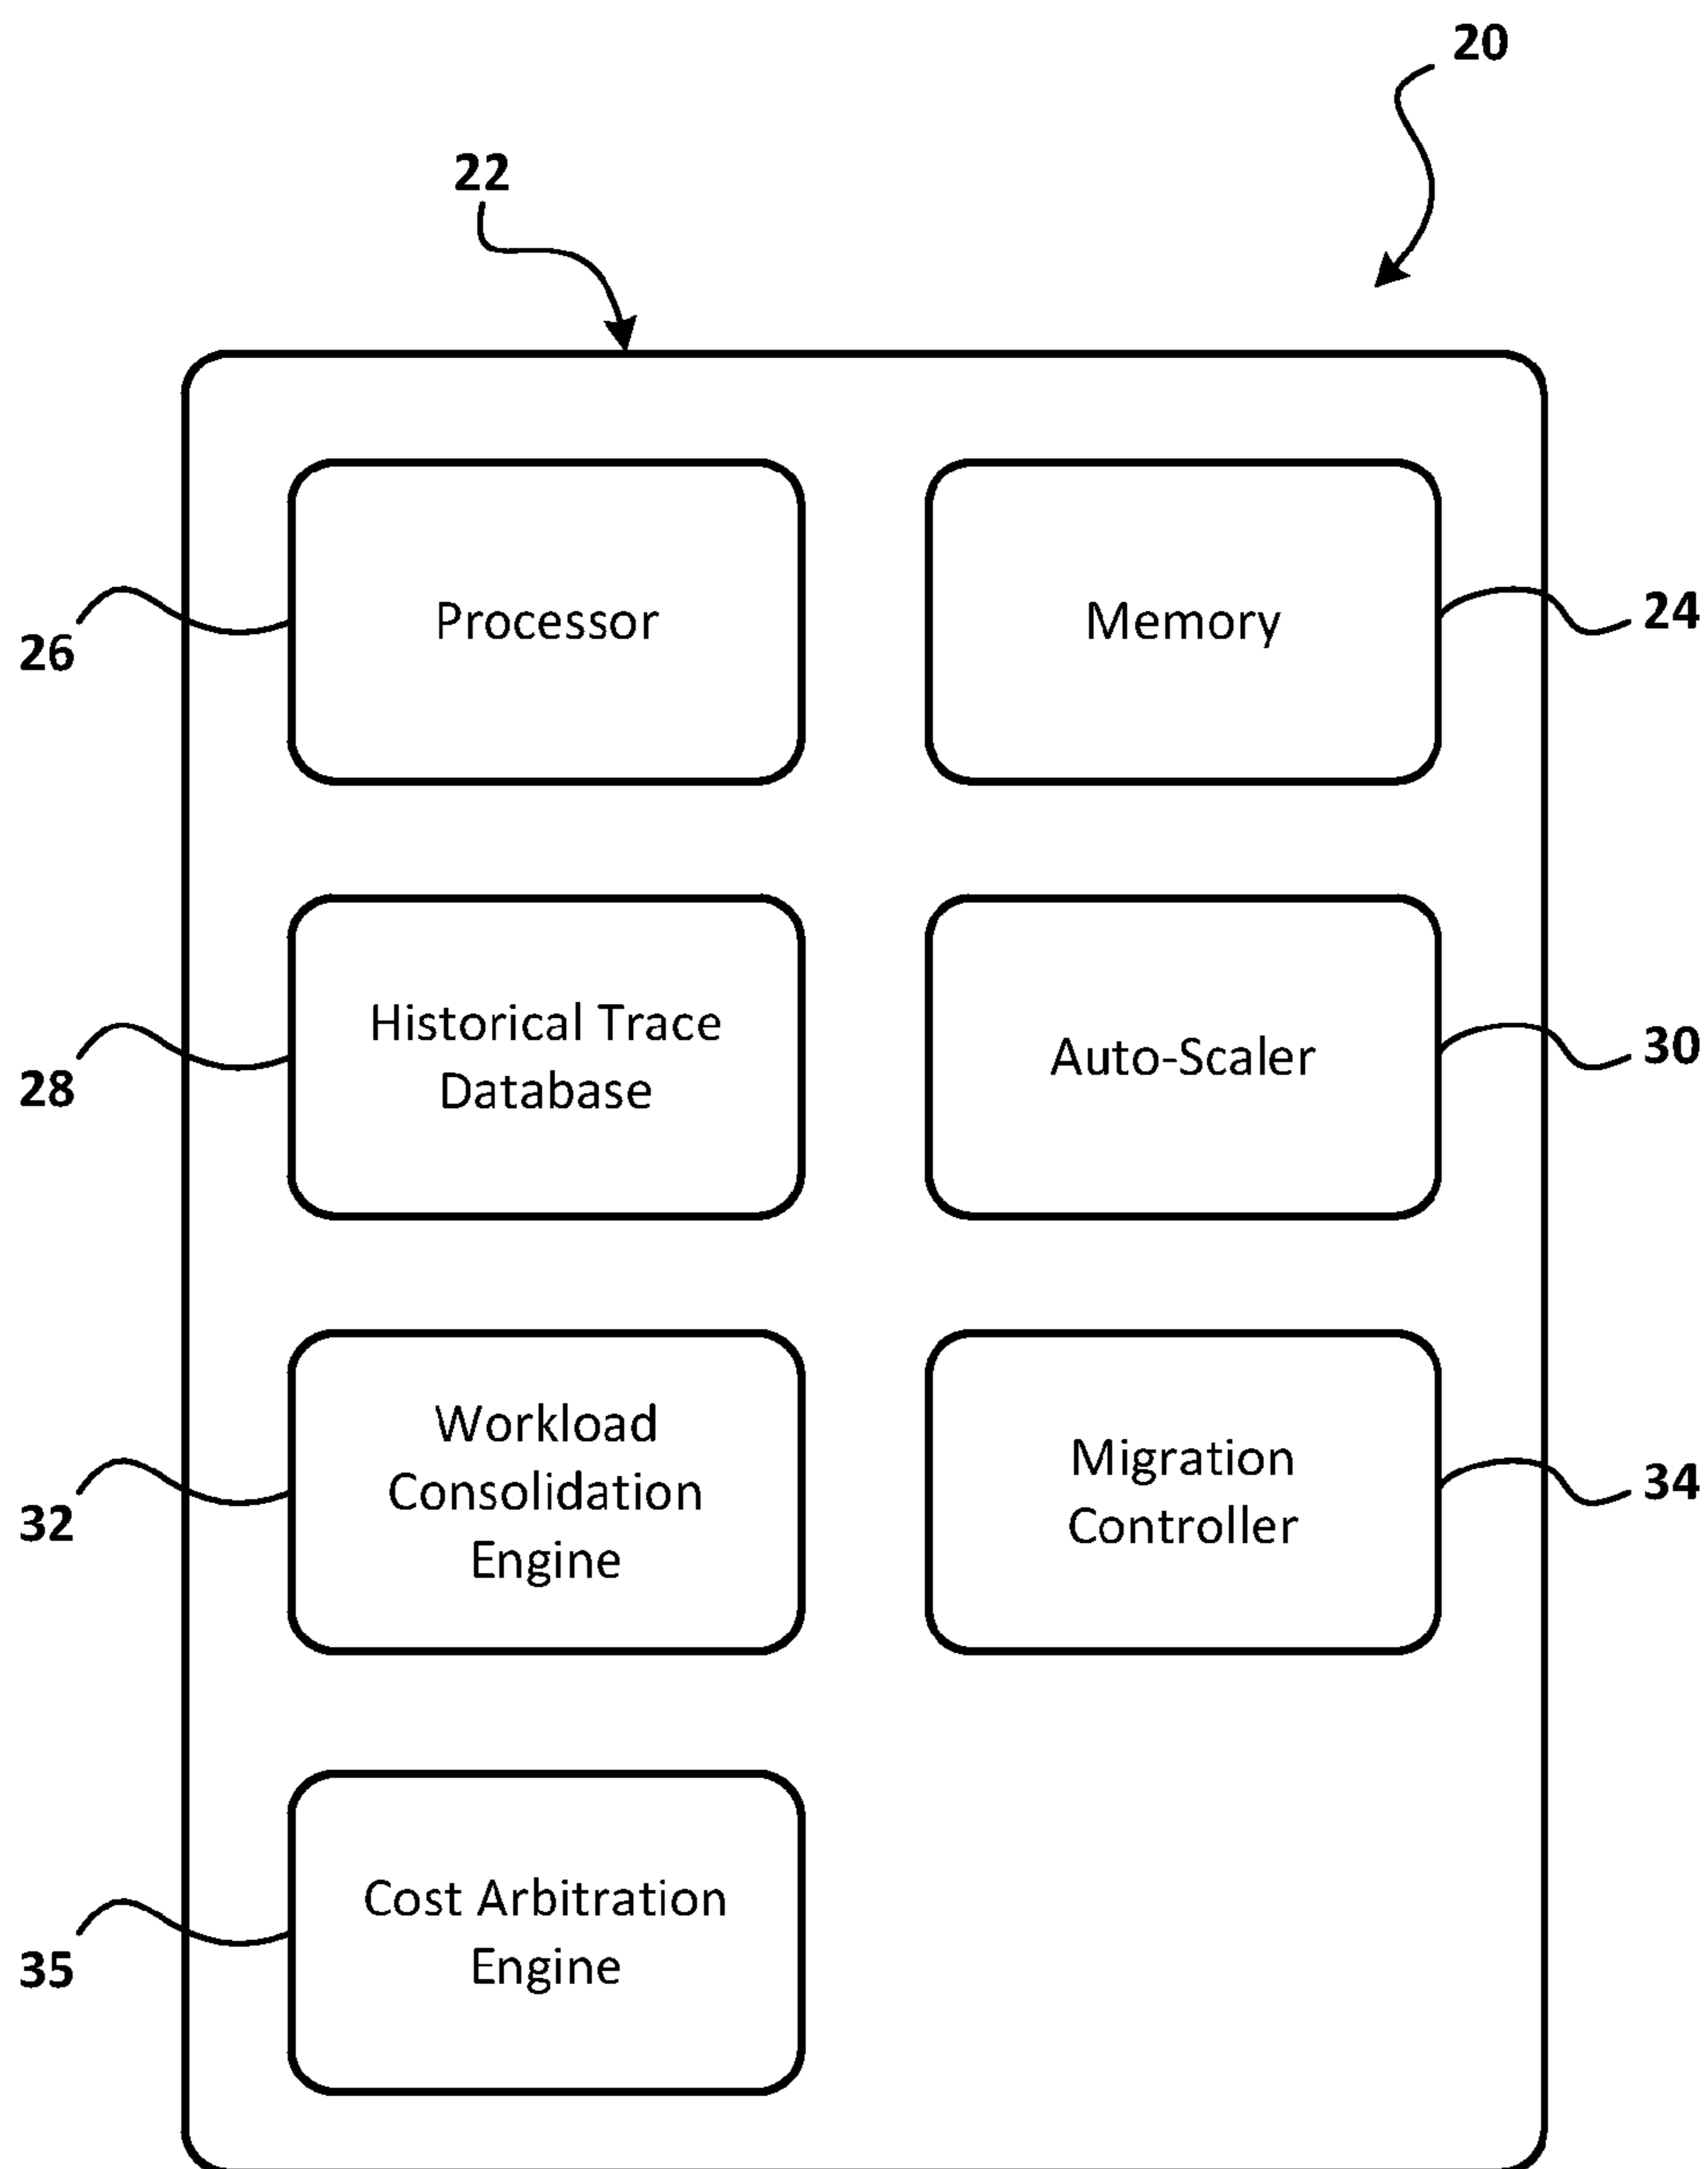 20
22
Processor
Memory
26
24
Historical Trace
Database
Auto-Scaler
28
30
Workload
Consolidation
Engine
Migration
Controller
32
34
Cost Arbitration
Engine
35